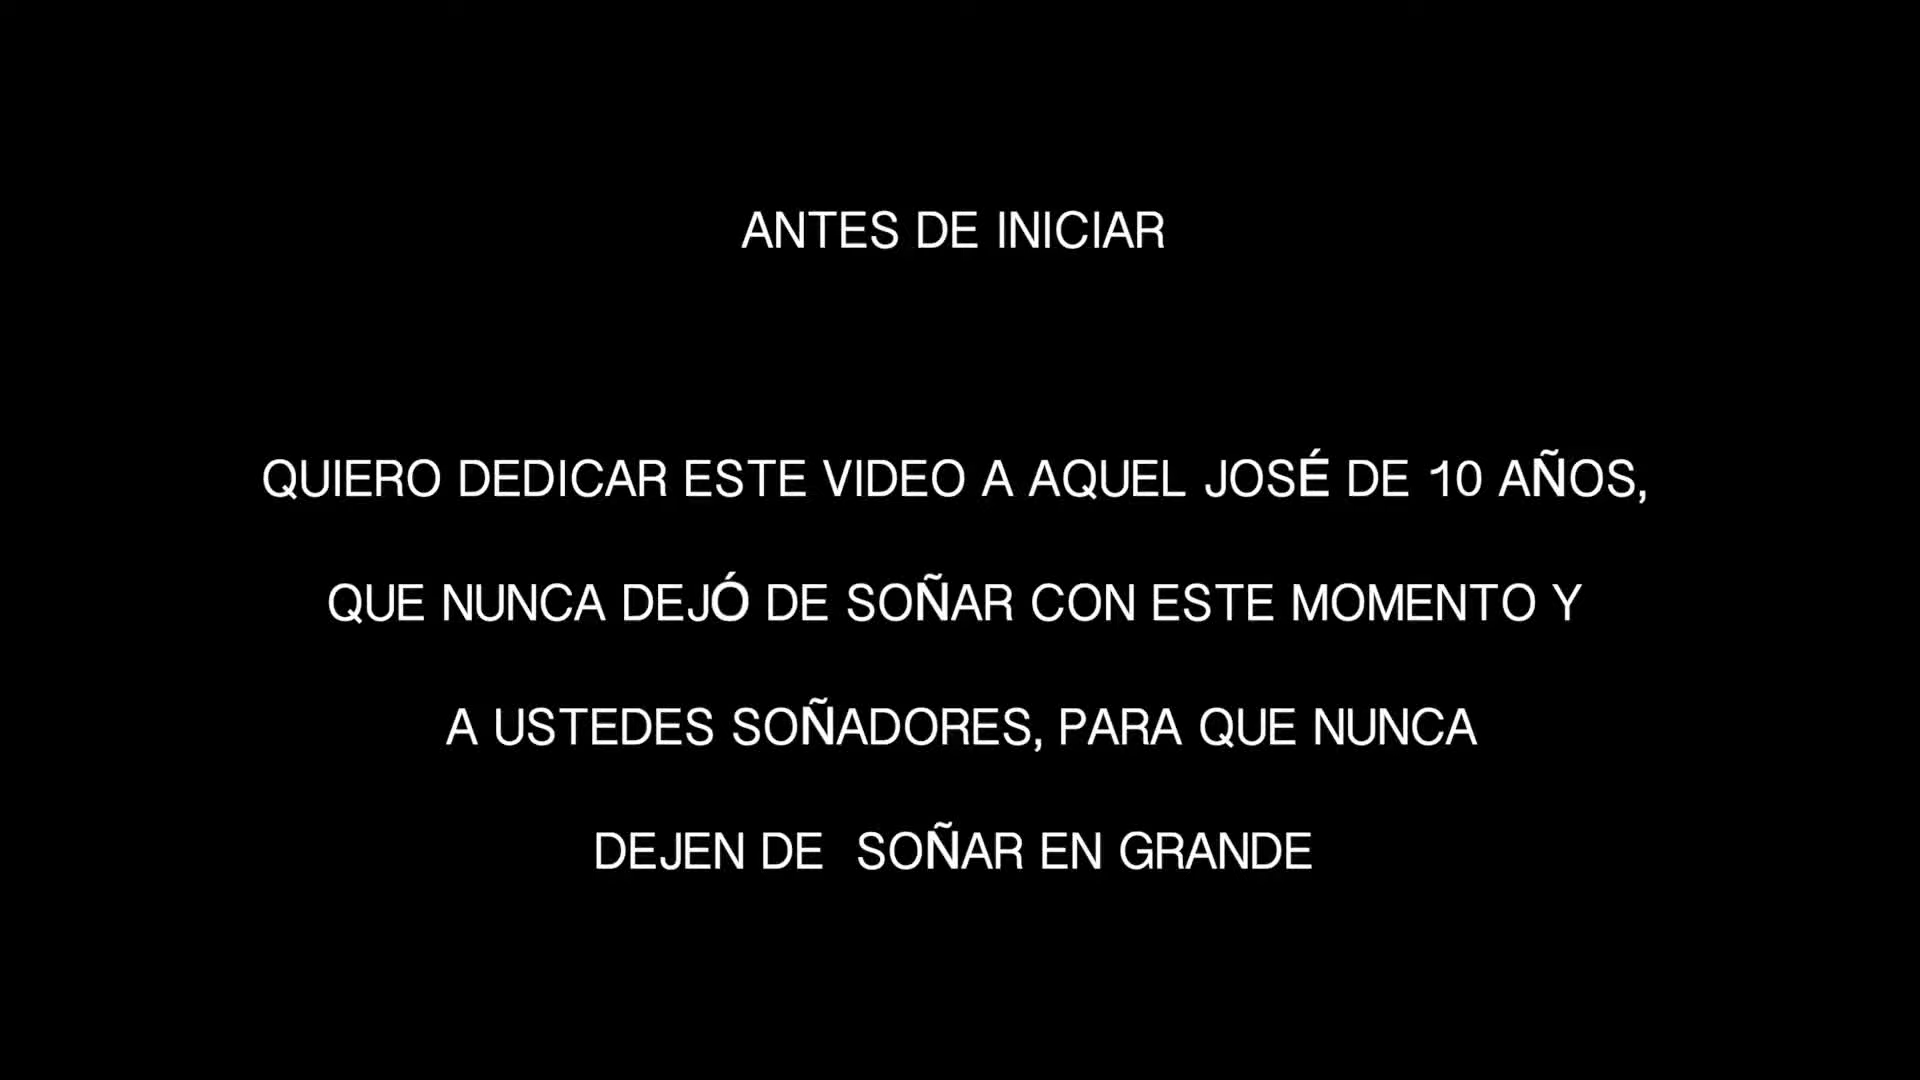 ANTES DE INICIAR
QUIERO DEDICAR ESTE VIDEO A AQUEL JOSÉ DE 10 AÑOS,
QUE NUNCA DEJÓ DE SOÑAR CON ESTE MOMENTO Y
A USTEDES SOÑADORES, PARA QUE NUNCA
DEJEN DE  SOÑAR EN GRANDE